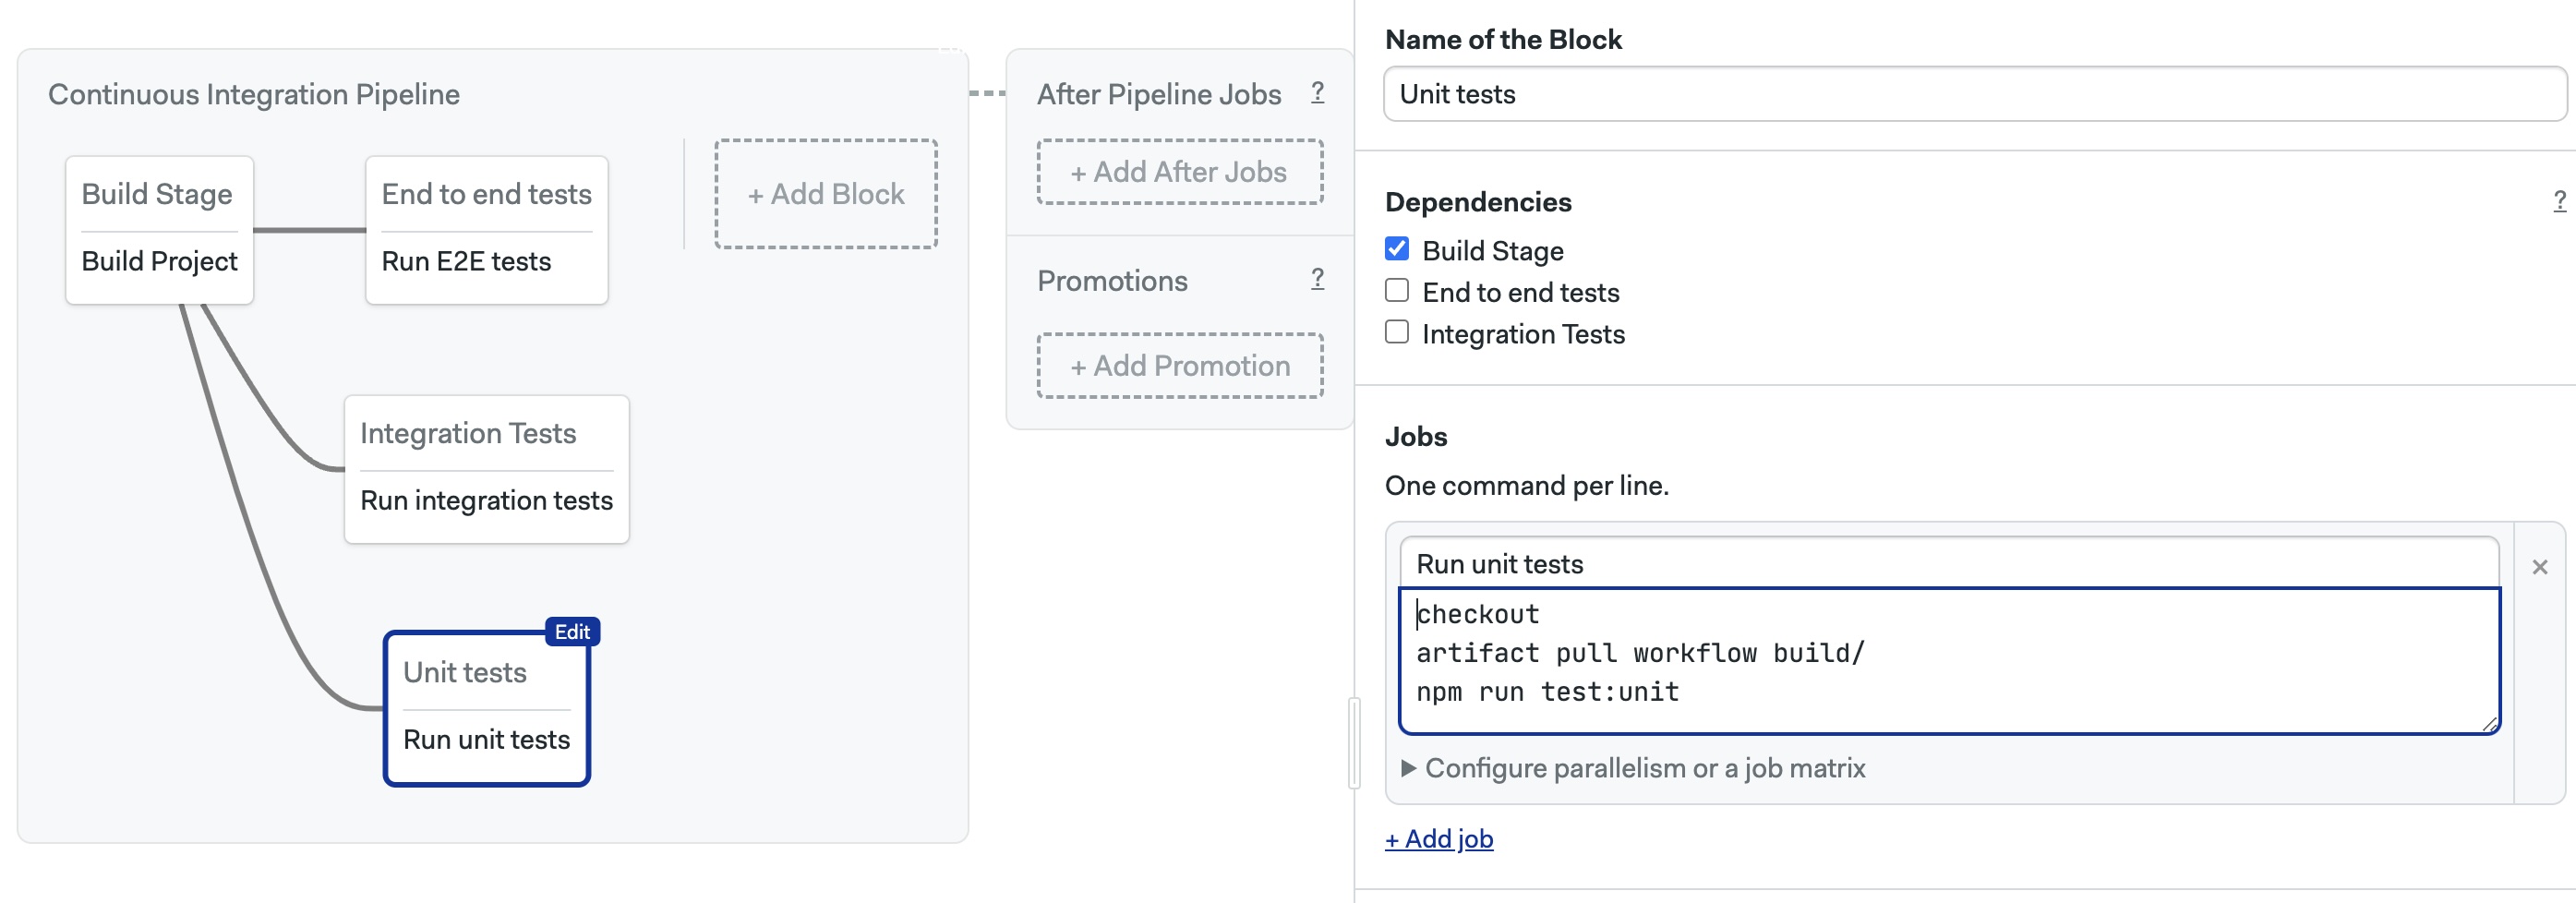 Continuous Integration Pipeline
Build Stage
Build Project
End to end tests
Run E2E tests
+ Add Block
Integration Tests
Run integration tests
Edit
Unit tests
Run unit tests
After Pipeline Jobs ?
+ Add After Jobs
Promotions ?
+ Add Promotion
Name of the Block
Unit tests
Dependencies ?
Build Stage
End to end tests
Integration Tests
Jobs
One command per line.
Run unit tests
×
checkout
artifact pull workflow build/
npm run test:unit
Configure parallelism or a job matrix
+ Add job